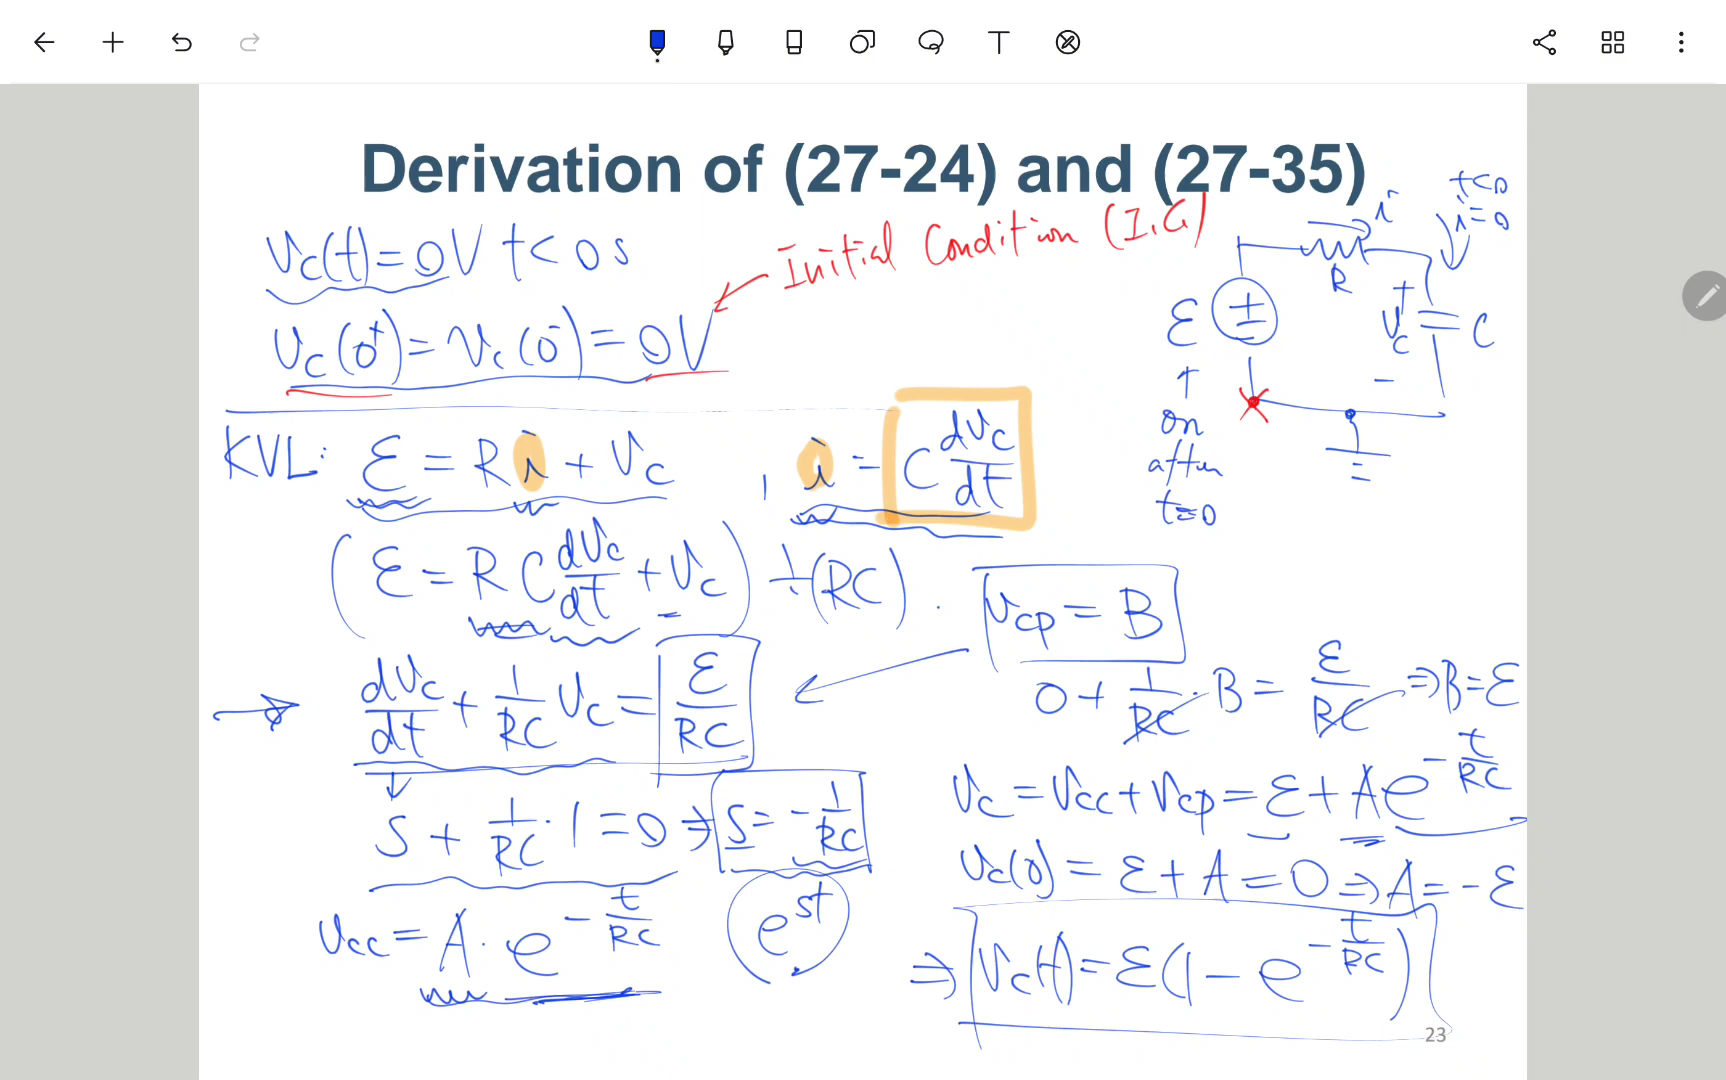 Derivation of (27-24) and (27-35)
Vc(t)=0V t<0s
Initial Condition (I.C)
Vc(0⁺)=Vc(0⁻)=0V
t<0
i=0
i
R
ε
±
+
Vc
-
C
↑
on
after
t=0
KVL: ε = Ri + Vc , i = C dVc/dt
(ε = RC dVc/dt + Vc) ÷(RC).
→ dVc/dt + 1/RC Vc = ε/RC
↓
S + 1/RC · 1 = 0 ⇒ S = - 1/RC
Vcc = A · e^(-t/RC)
e^(st)
Vcp = B
0 + 1/RC · B = ε/RC ⇒ B = ε
Vc = Vcc + Vcp = ε + A e^(-t/RC)
Vc(0) = ε + A = 0 ⇒ A = -ε
⇒ Vc(t) = ε(1 - e^(-t/RC))
23